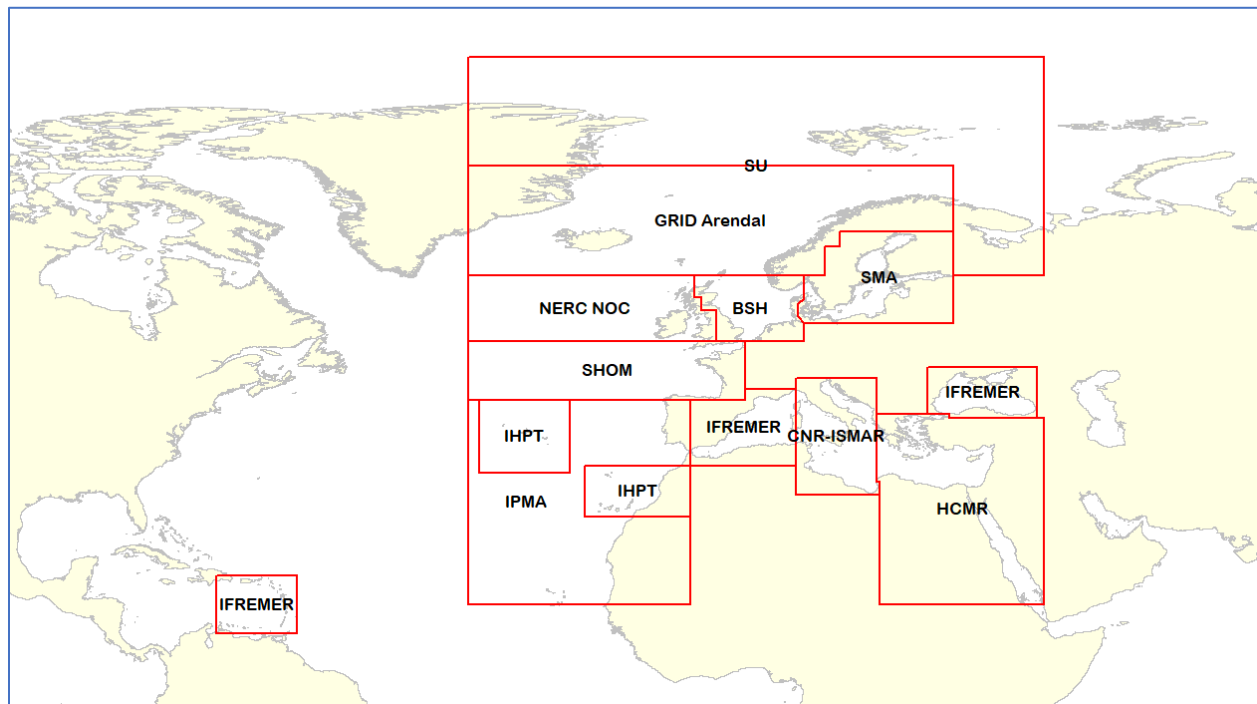 SU
GRID Arendal
SMA
NERC NOC
BSH
SHOM
IFREMER
IHPT
IFREMER
CNR-ISMAR
IHPT
IPMA
HCMR
IFREMER